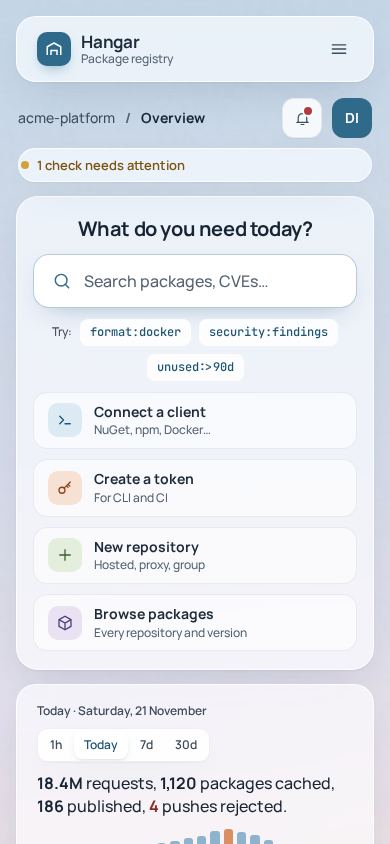 Hangar
Package registry
acme-platform / Overview
DI
1 check needs attention
What do you need today?
Search packages, CVEs…
Try: format:docker security:findings
unused:>90d
Connect a client
NuGet, npm, Docker…
Create a token
For CLI and CI
New repository
Hosted, proxy, group
Browse packages
Every repository and version
Today · Saturday, 21 November
1h Today 7d 30d
18.4M requests, 1,120 packages cached,
186 published, 4 pushes rejected.